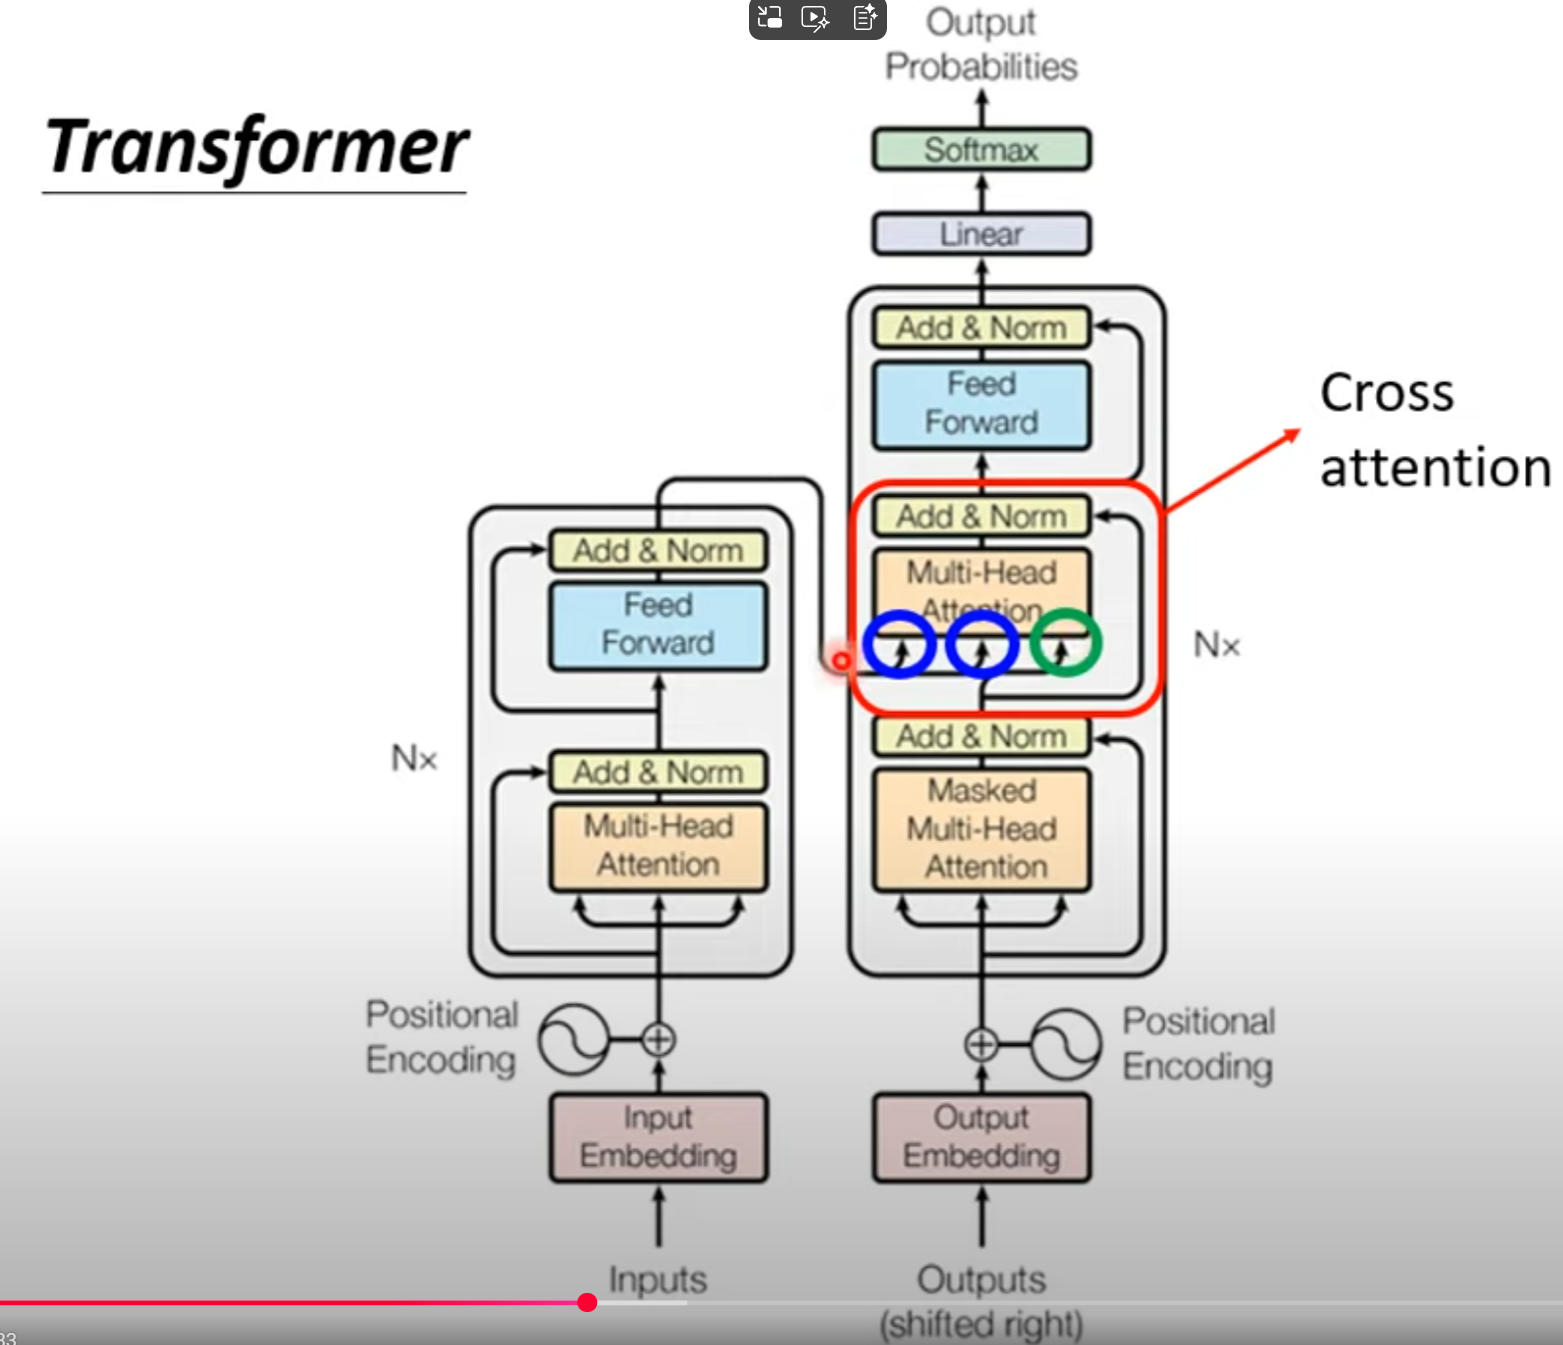 Transformer
Output
Probabilities
Softmax
Linear
Add & Norm
Feed
Forward
Cross
attention
Add & Norm
Multi-Head
Attention
Nx
Add & Norm
Masked
Multi-Head
Attention
Add & Norm
Feed
Forward
Nx
Add & Norm
Multi-Head
Attention
Positional
Encoding
Positional
Encoding
Input
Embedding
Output
Embedding
Inputs
Outputs
(shifted right)
33